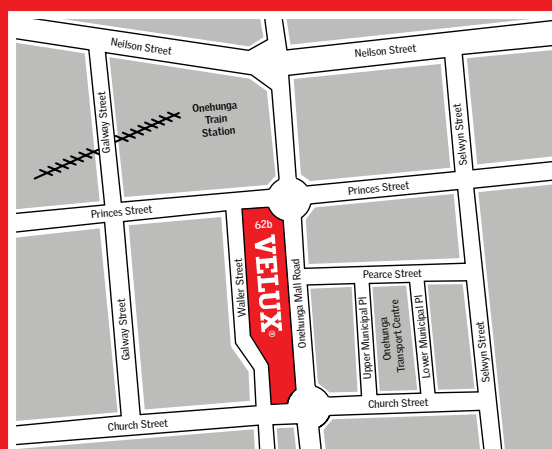 Neilson Street
Neilson Street
Galway Street
Onehunga
Train
Station
Selwyn Street
Princes Street
Princes Street
62b
VELUX®
Waller Street
Onehunga Mall Road
Pearce Street
Galway Street
Upper Municipal Pl
Onehunga
Transport Centre
Lower Municipal Pl
Selwyn Street
Church Street
Church Street